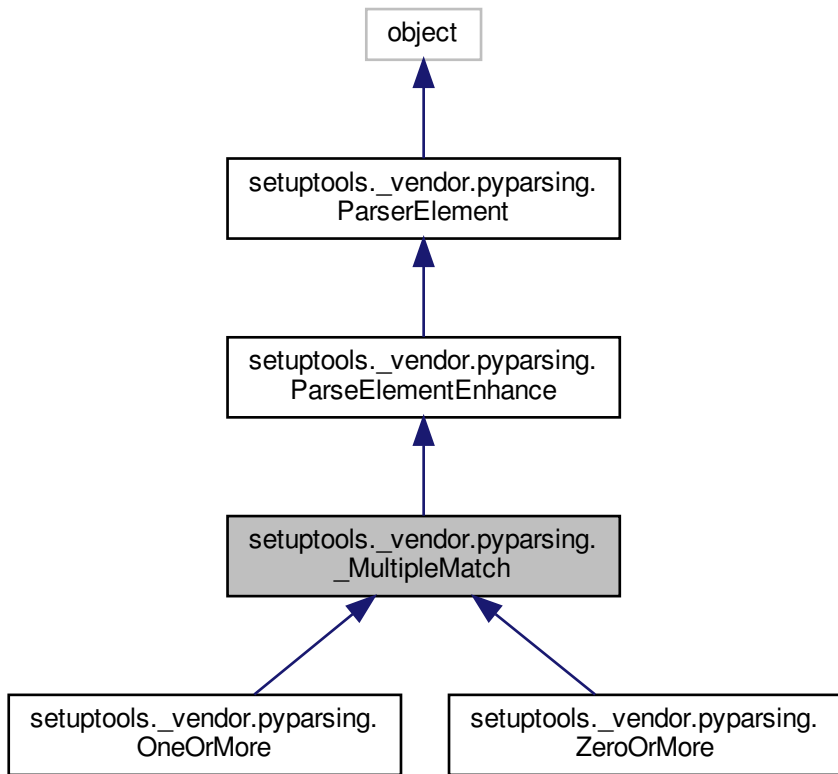 object
setuptools._vendor.pyparsing.
ParserElement
setuptools._vendor.pyparsing.
ParseElementEnhance
setuptools._vendor.pyparsing.
_MultipleMatch
setuptools._vendor.pyparsing.
OneOrMore
setuptools._vendor.pyparsing.
ZeroOrMore